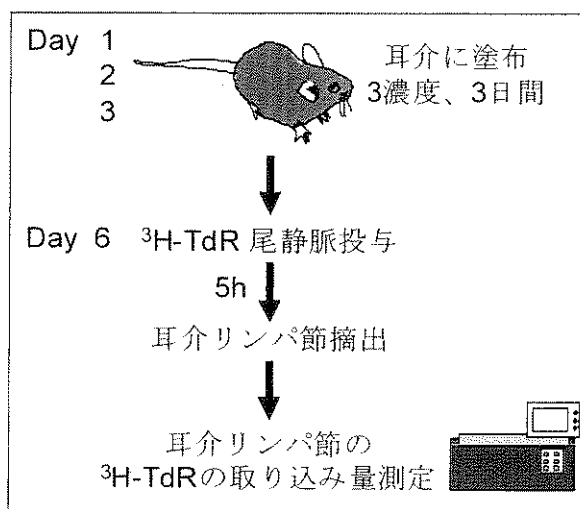 Day 1
2
3
耳介に塗布
3濃度、3日間
Day 6 ³H-TdR 尾静脈投与
5h
耳介リンパ節摘出
耳介リンパ節の
³H-TdRの取り込み量測定